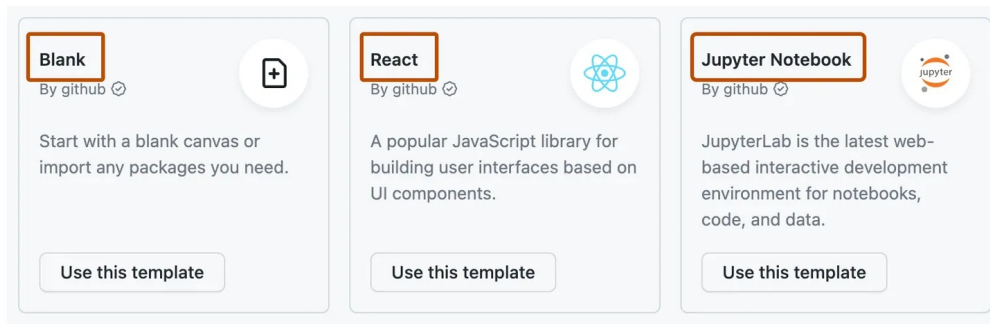 Blank
By github
Start with a blank canvas or
import any packages you need.
Use this template
React
By github
A popular JavaScript library for
building user interfaces based on
UI components.
Use this template
Jupyter Notebook
By github
jupyter
JupyterLab is the latest web-
based interactive development
environment for notebooks,
code, and data.
Use this template